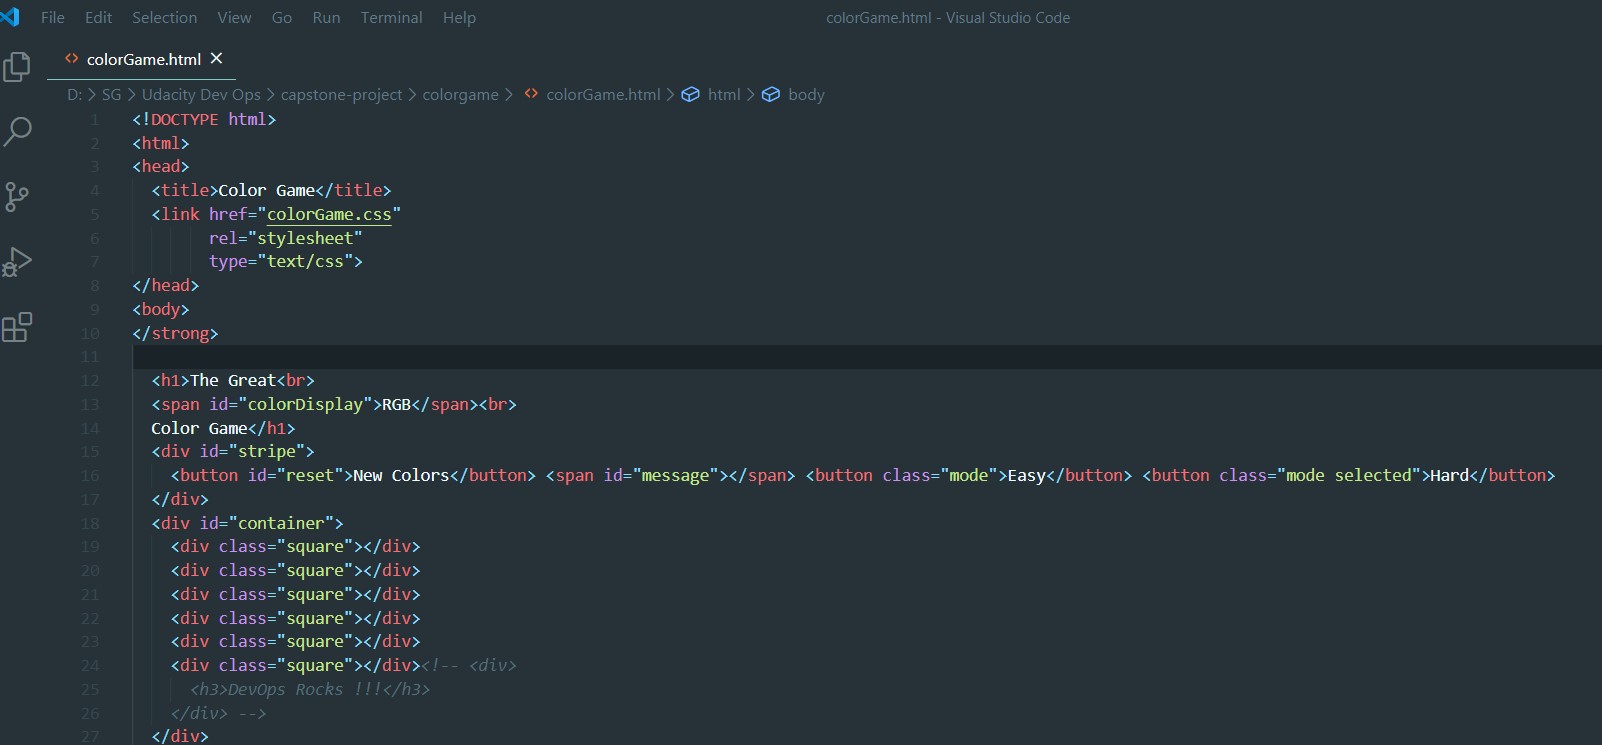 File Edit Selection View Go Run Terminal Help colorGame.html - Visual Studio Code
colorGame.html
D: > SG > Udacity Dev Ops > capstone-project > colorgame > colorGame.html > html > body
1 <!DOCTYPE html>
2 <html>
3 <head>
4 <title>Color Game</title>
5 <link href="colorGame.css"
6 rel="stylesheet"
7 type="text/css">
8 </head>
9 <body>
10 </strong>
11
12 <h1>The Great<br>
13 <span id="colorDisplay">RGB</span><br>
14 Color Game</h1>
15 <div id="stripe">
16 <button id="reset">New Colors</button> <span id="message"></span> <button class="mode">Easy</button> <button class="mode selected">Hard</button>
17 </div>
18 <div id="container">
19 <div class="square"></div>
20 <div class="square"></div>
21 <div class="square"></div>
22 <div class="square"></div>
23 <div class="square"></div>
24 <div class="square"></div><!-- <div>
25 <h3>DevOps Rocks !!!</h3>
26 </div> -->
27 </div>